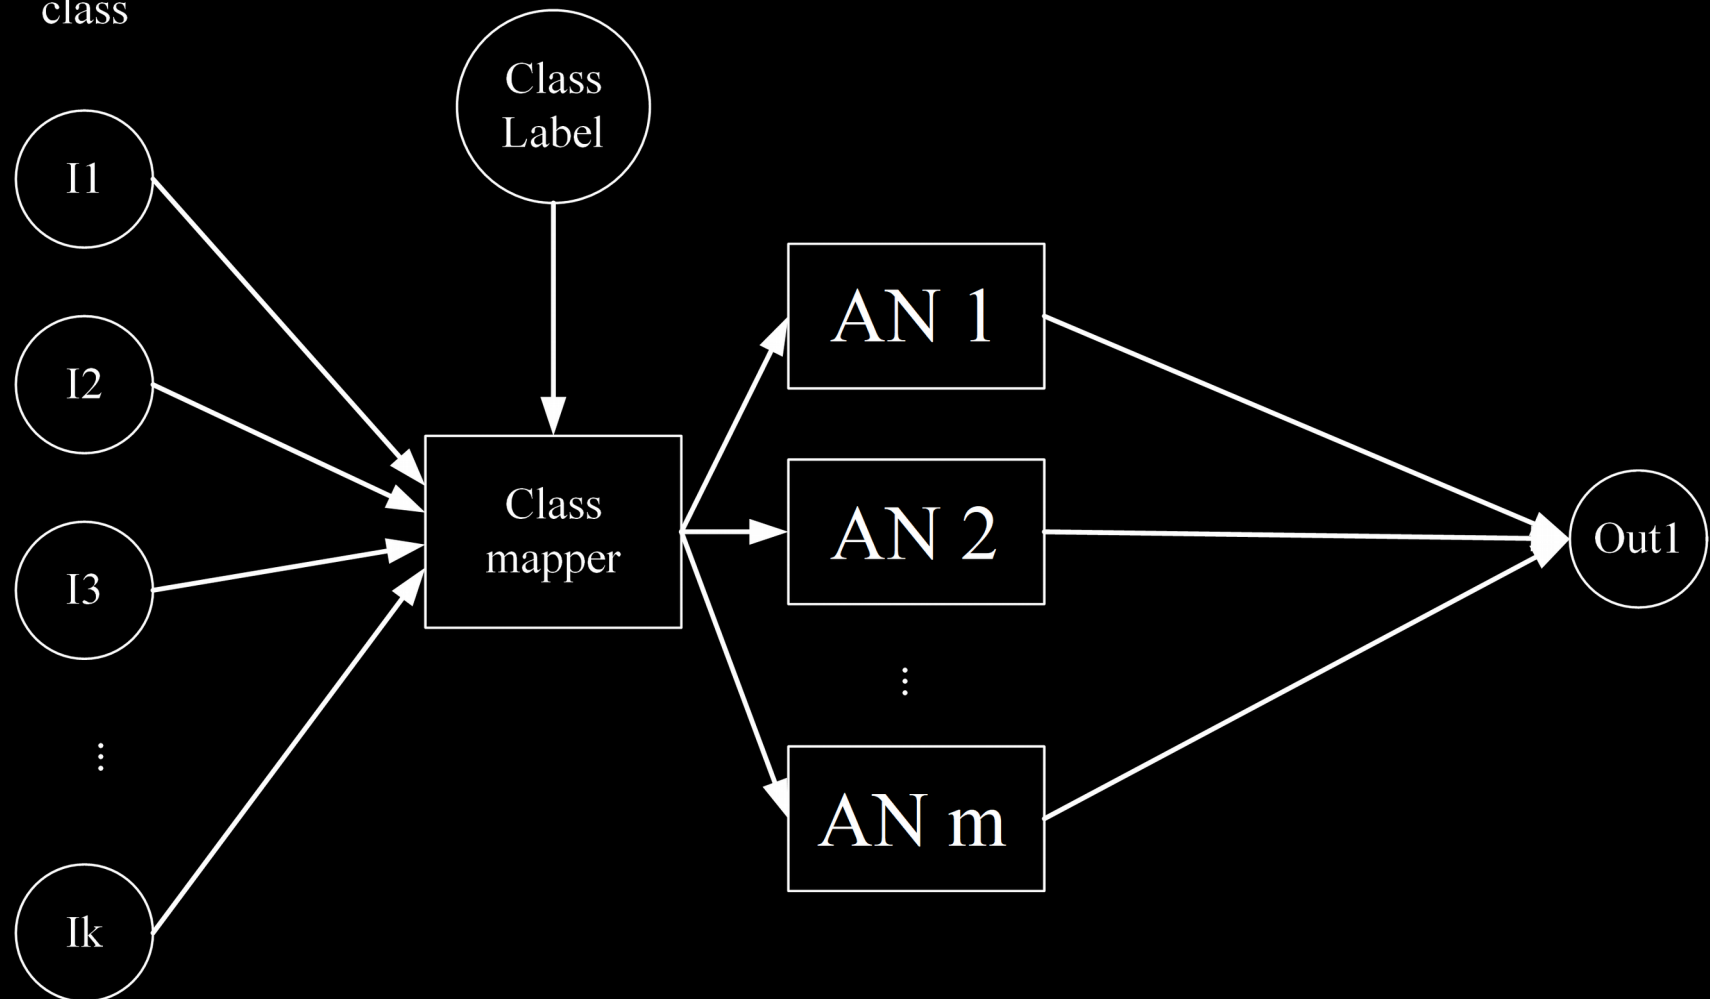 class
Class
Label
I1
I2
I3
⋮
Ik
Class
mapper
AN 1
AN 2
⋮
AN m
Out1